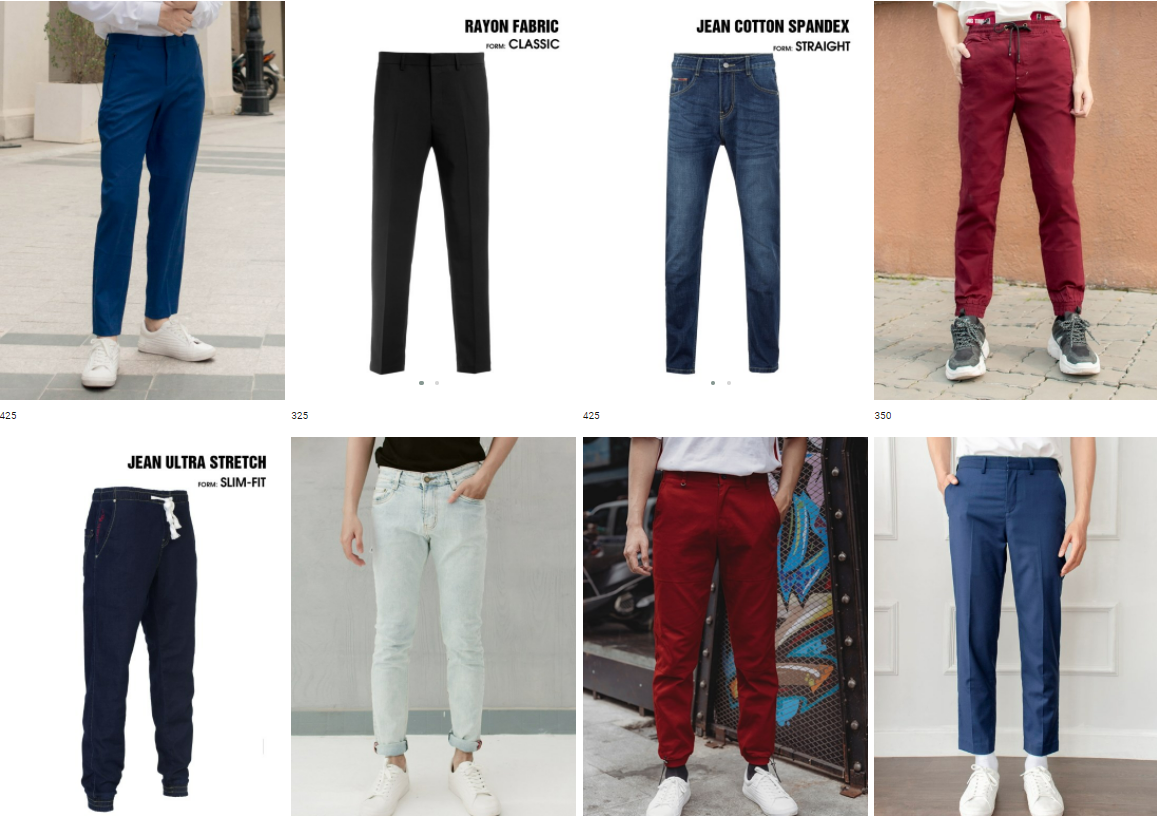 RAYON FABRIC
FORM: CLASSIC
JEAN COTTON SPANDEX
FORM: STRAIGHT
425
325
425
350
JEAN ULTRA STRETCH
FORM: SLIM-FIT